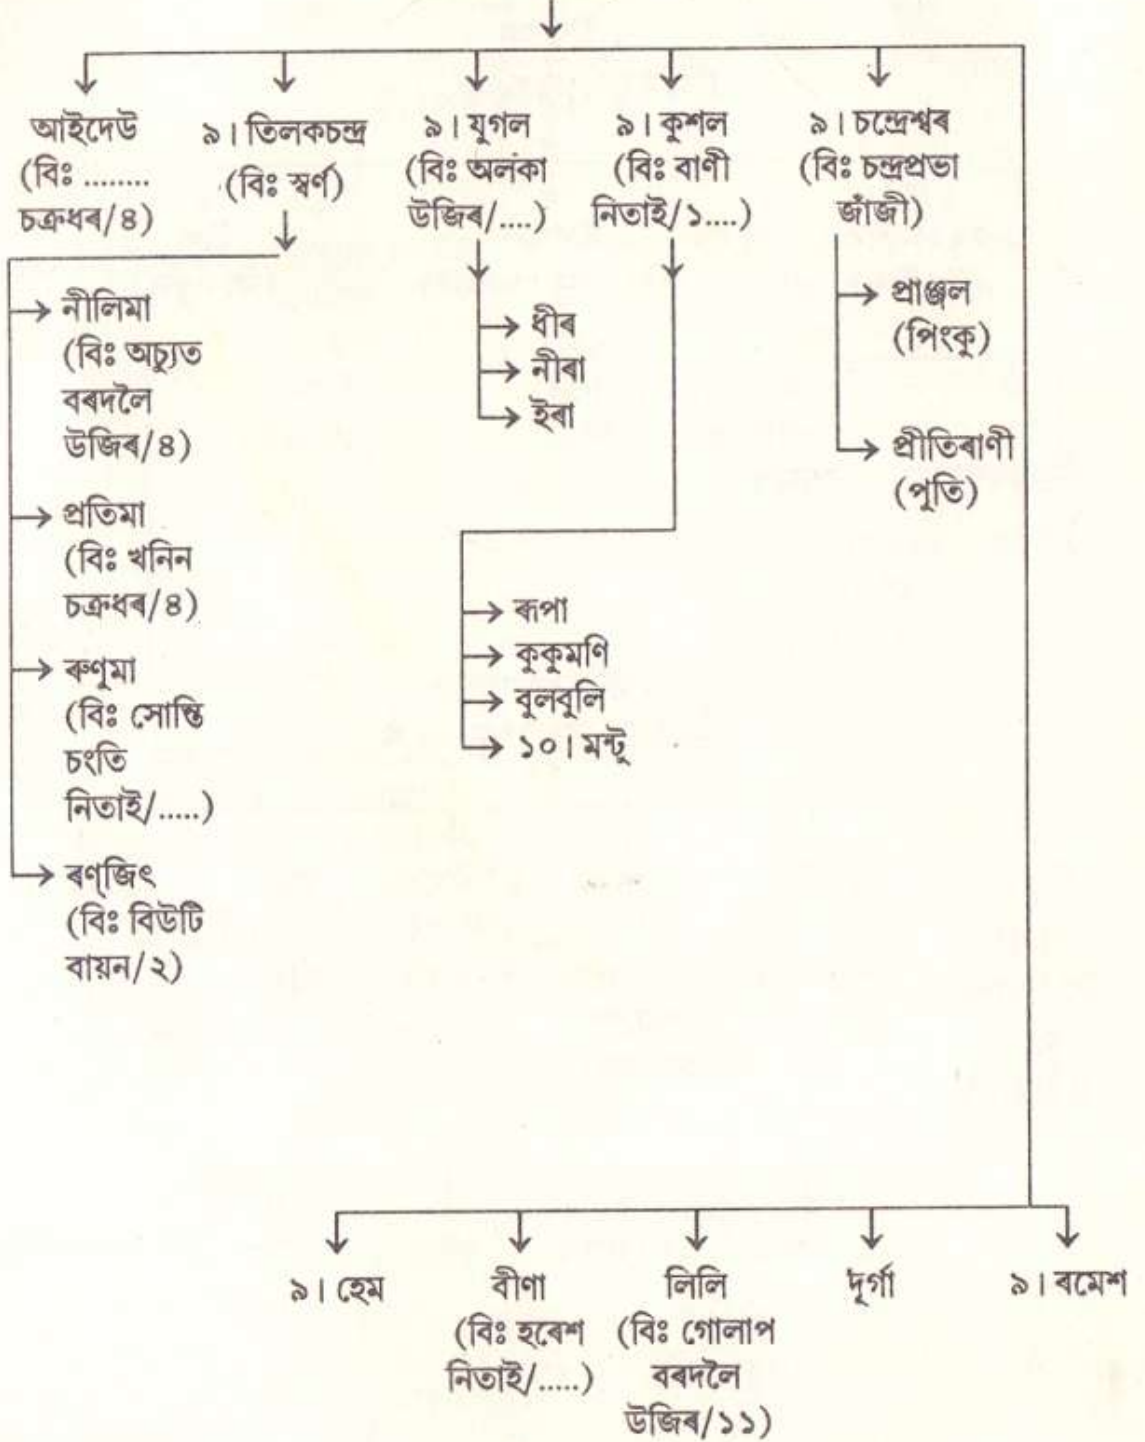 আইদেউ
(বিঃ ........
চক্ৰধৰ/৪)
৯। তিলকচন্দ্ৰ
(বিঃ স্বৰ্ণ)
৯। যুগল
(বিঃ অলংকা
উজিৰ/....)
৯। কুশল
(বিঃ বাণী
নিতাই/১....)
৯। চন্দ্ৰেশ্বৰ
(বিঃ চন্দ্ৰপ্ৰভা
জাঁজী)
নীলিমা
(বিঃ অচ্যুত
বৰদলৈ
উজিৰ/৪)
প্ৰতিমা
(বিঃ খনিন
চক্ৰধৰ/৪)
ৰুণুমা
(বিঃ সোন্তি
চংতি
নিতাই/.....)
ৰণ্জিৎ
(বিঃ বিউটি
বায়ন/২)
ধীৰ
নীৰা
ইৰা
ৰূপা
কুকুমণি
বুলবুলি
১০। মন্টু
প্ৰাঞ্জল
(পিংকু)
প্ৰীতিৰাণী
(পুতি)
৯। হেম
বীণা
(বিঃ হৰেশ
নিতাই/.....)
লিলি
(বিঃ গোলাপ
বৰদলৈ
উজিৰ/১১)
দূৰ্গা
৯। ৰমেশ